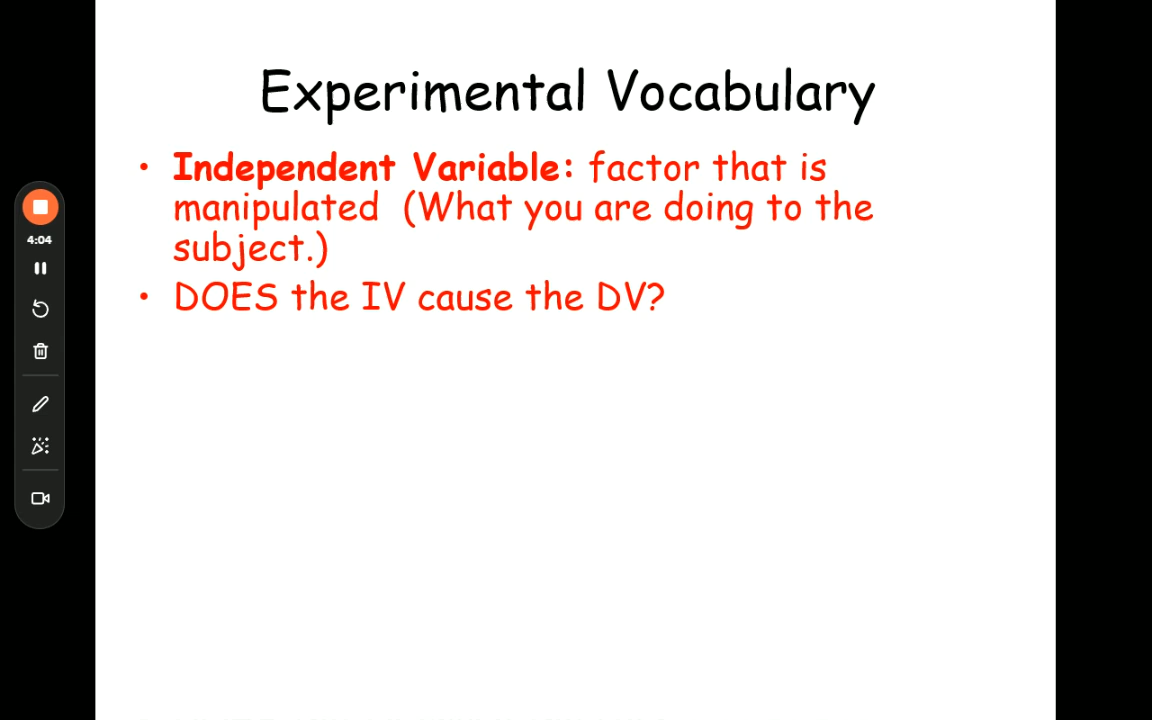 Experimental Vocabulary
• Independent Variable: factor that is
manipulated (What you are doing to the
subject.)
• DOES the IV cause the DV?
4:04